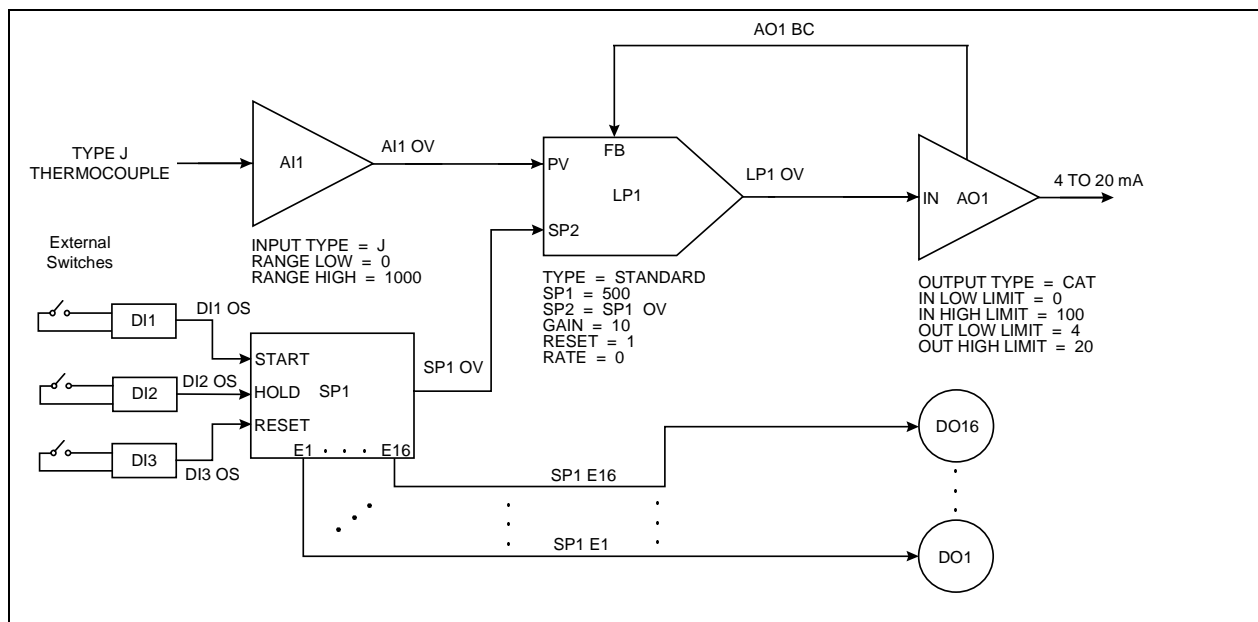 AO1 BC
TYPE J
THERMOCOUPLE
AI1
AI1 OV
INPUT TYPE = J
RANGE LOW = 0
RANGE HIGH = 1000
FB
PV
LP1
SP2
LP1 OV
TYPE = STANDARD
SP1 = 500
SP2 = SP1 OV
GAIN = 10
RESET = 1
RATE = 0
IN
AO1
4 TO 20 mA
OUTPUT TYPE = CAT
IN LOW LIMIT = 0
IN HIGH LIMIT = 100
OUT LOW LIMIT = 4
OUT HIGH LIMIT = 20
External
Switches
DI1
DI1 OS
DI2
DI2 OS
DI3
DI3 OS
START
HOLD
SP1
RESET
E1 . . . E16
SP1 OV
SP1 E16
SP1 E1
DO16
DO1